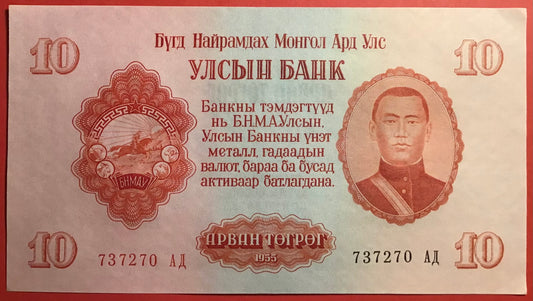 10 Бүгд Найрамдах Монгол Ард Улс 10
УЛСЫН БАНК
Банкны тэмдэгтүүд
нь Б.Н.М.А.Улсын,
Улсын Банкны үнэт
металл, гадаадын
валют, бараа ба бусад
активаар батлагдана.
БНМАУ
АРВАН ТӨГРӨГ
1955
10 737270 АД 737270 АД 10